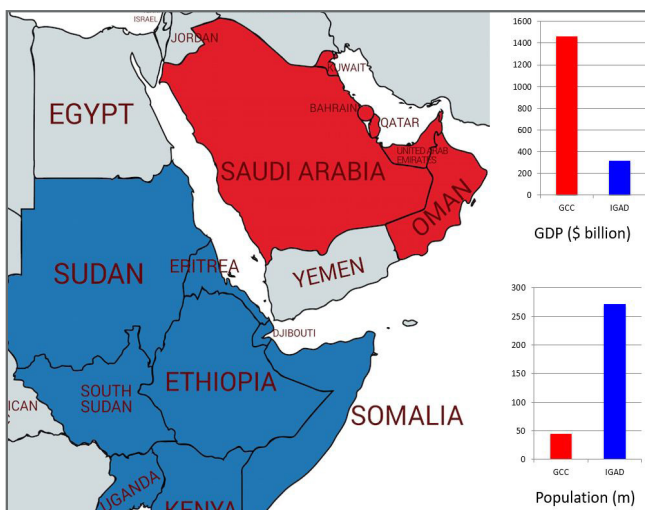 ISRAEL
JORDAN
EGYPT
KUWAIT
BAHRAIN
QATAR
SAUDI ARABIA
UNITED ARAB
EMIRATES
OMAN
YEMEN
SUDAN
ERITREA
DJIBOUTI
ETHIOPIA
SOUTH
SUDAN
SOMALIA
ICAN
UGANDA
KENYA
1600
1400
1200
1000
800
600
400
200
0
GCC IGAD
GDP ($ billion)
300
250
200
150
100
50
0
GCC IGAD
Population (m)